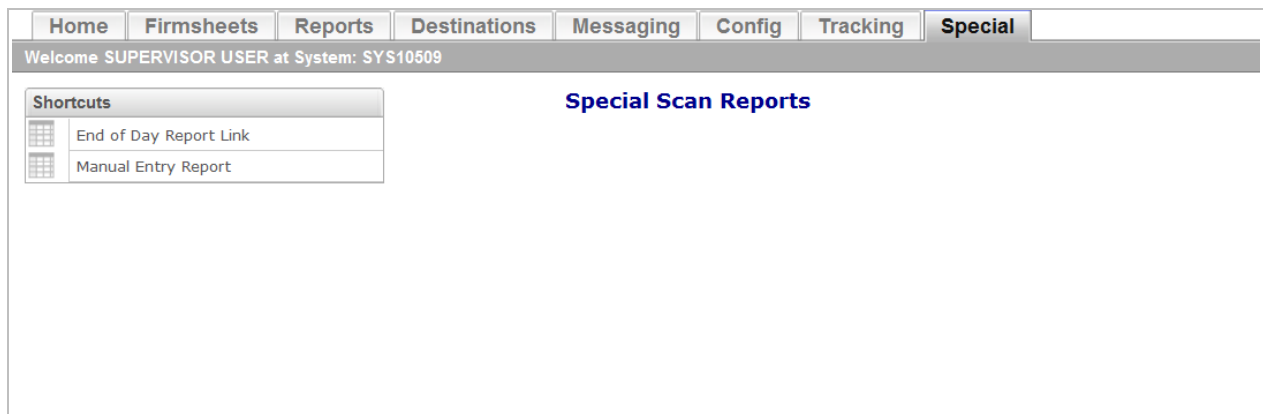 Home Firmsheets Reports Destinations Messaging Config Tracking Special
Welcome SUPERVISOR USER at System: SYS10509
Shortcuts
End of Day Report Link
Manual Entry Report
Special Scan Reports